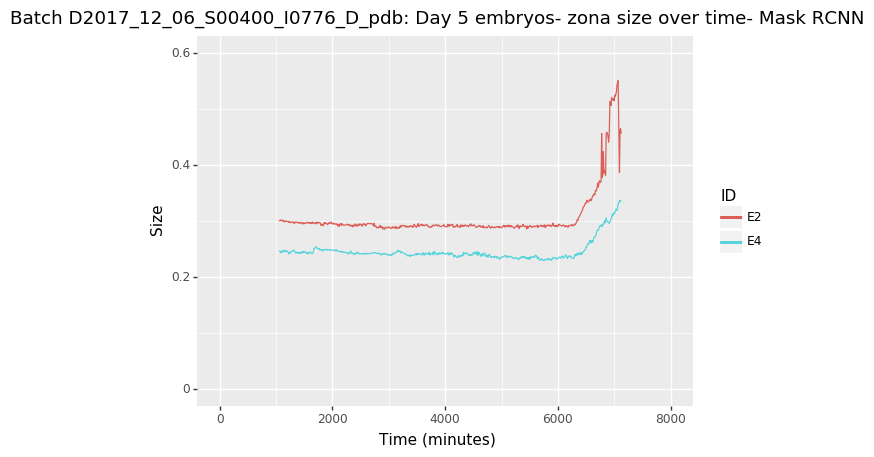 Batch D2017_12_06_S00400_I0776_D_pdb: Day 5 embryos- zona size over time- Mask RCNN
0.6
0.4
0.2
0
Size
0
2000
4000
6000
8000
Time (minutes)
ID
E2
E4